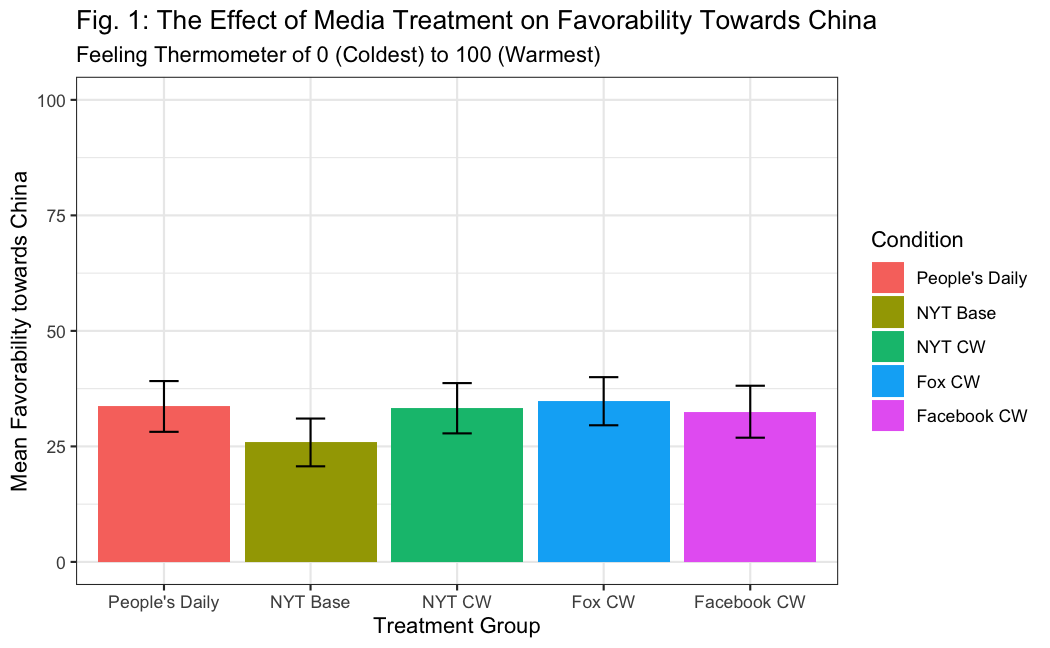 Fig. 1: The Effect of Media Treatment on Favorability Towards China
Feeling Thermometer of 0 (Coldest) to 100 (Warmest)
Mean Favorability towards China
100
75
50
25
0
People's Daily
NYT Base
NYT CW
Fox CW
Facebook CW
Treatment Group
Condition
People's Daily
NYT Base
NYT CW
Fox CW
Facebook CW